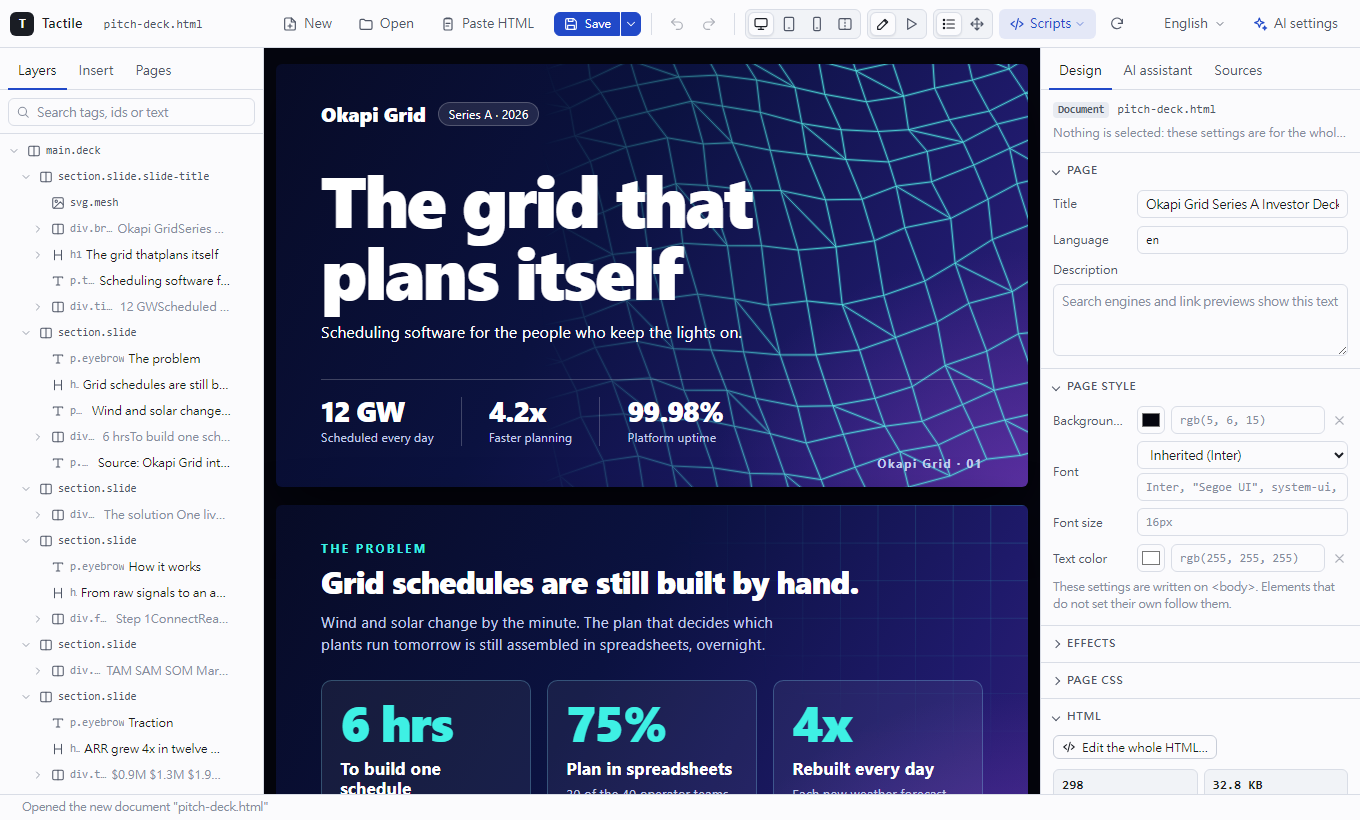 T Tactile pitch-deck.html New Open Paste HTML Save Scripts English AI settings
Layers Insert Pages
Search tags, ids or text
main.deck
section.slide.slide-title
svg.mesh
div.br… Okapi GridSeries …
h1 The grid thatplans itself
p.t… Scheduling software f…
div.ti… 12 GWScheduled …
section.slide
p.eyebrow The problem
h. Grid schedules are still b…
p… Wind and solar change…
div… 6 hrsTo build one sch…
p.… Source: Okapi Grid int…
section.slide
div… The solution One liv…
section.slide
p.eyebrow How it works
h. From raw signals to an a…
div.f… Step 1ConnectRea…
section.slide
div.… TAM SAM SOM Mar…
section.slide
p.eyebrow Traction
h.. ARR grew 4x in twelve …
div.t… $0.9M $1.3M $1.9…
Okapi Grid Series A · 2026
The grid that
plans itself
Scheduling software for the people who keep the lights on.
12 GW
Scheduled every day
4.2x
Faster planning
99.98%
Platform uptime
Okapi Grid · 01
THE PROBLEM
Grid schedules are still built by hand.
Wind and solar change by the minute. The plan that decides which
plants run tomorrow is still assembled in spreadsheets, overnight.
6 hrs
To build one
schedule
75%
Plan in spreadsheets
30 of the 40 operator teams
4x
Rebuilt every day
Each new weather forecast
Design AI assistant Sources
Document pitch-deck.html
Nothing is selected: these settings are for the whol…
PAGE
Title Okapi Grid Series A Investor Deck
Language en
Description
Search engines and link previews show this text
PAGE STYLE
Backgroun… rgb(5, 6, 15)
Font Inherited (Inter)
Inter, "Segoe UI", system-ui,
Font size 16px
Text color rgb(255, 255, 255)
These settings are written on <body>. Elements that
do not set their own follow them.
EFFECTS
PAGE CSS
HTML
Edit the whole HTML…
298 32.8 KB
Opened the new document "pitch-deck.html"